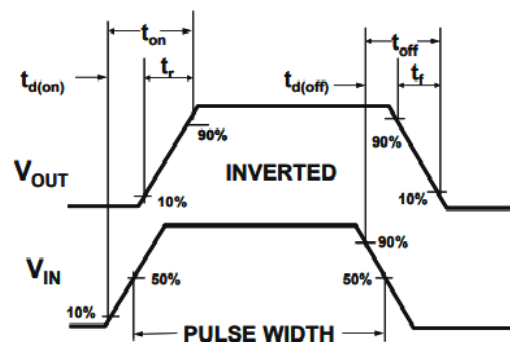 t_on
t_off
t_d(on)
t_r
t_d(off)
t_f
90%
90%
V_OUT
INVERTED
10%
10%
90%
V_IN
50%
50%
10%
PULSE WIDTH